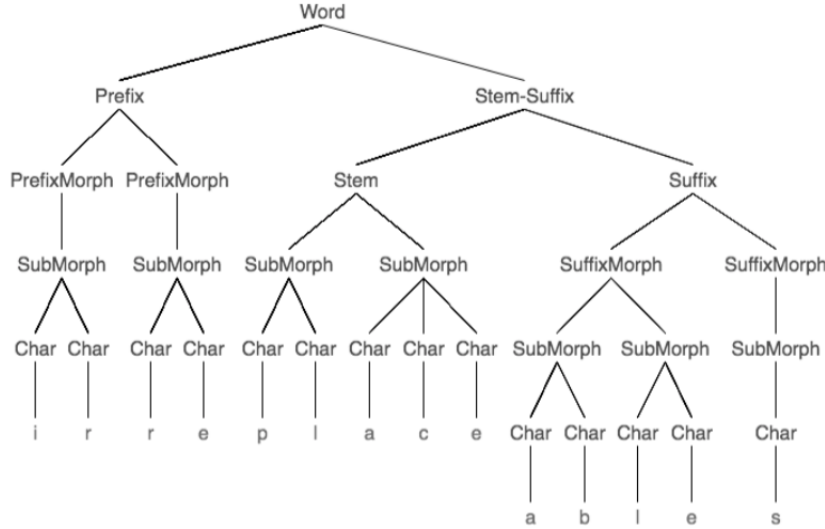 Word
Prefix Stem-Suffix
PrefixMorph PrefixMorph Stem Suffix
SubMorph SubMorph SubMorph SubMorph SuffixMorph SuffixMorph
Char Char Char Char Char Char Char Char Char SubMorph SubMorph SubMorph
i r r e p l a c e Char Char Char Char Char
a b l e s